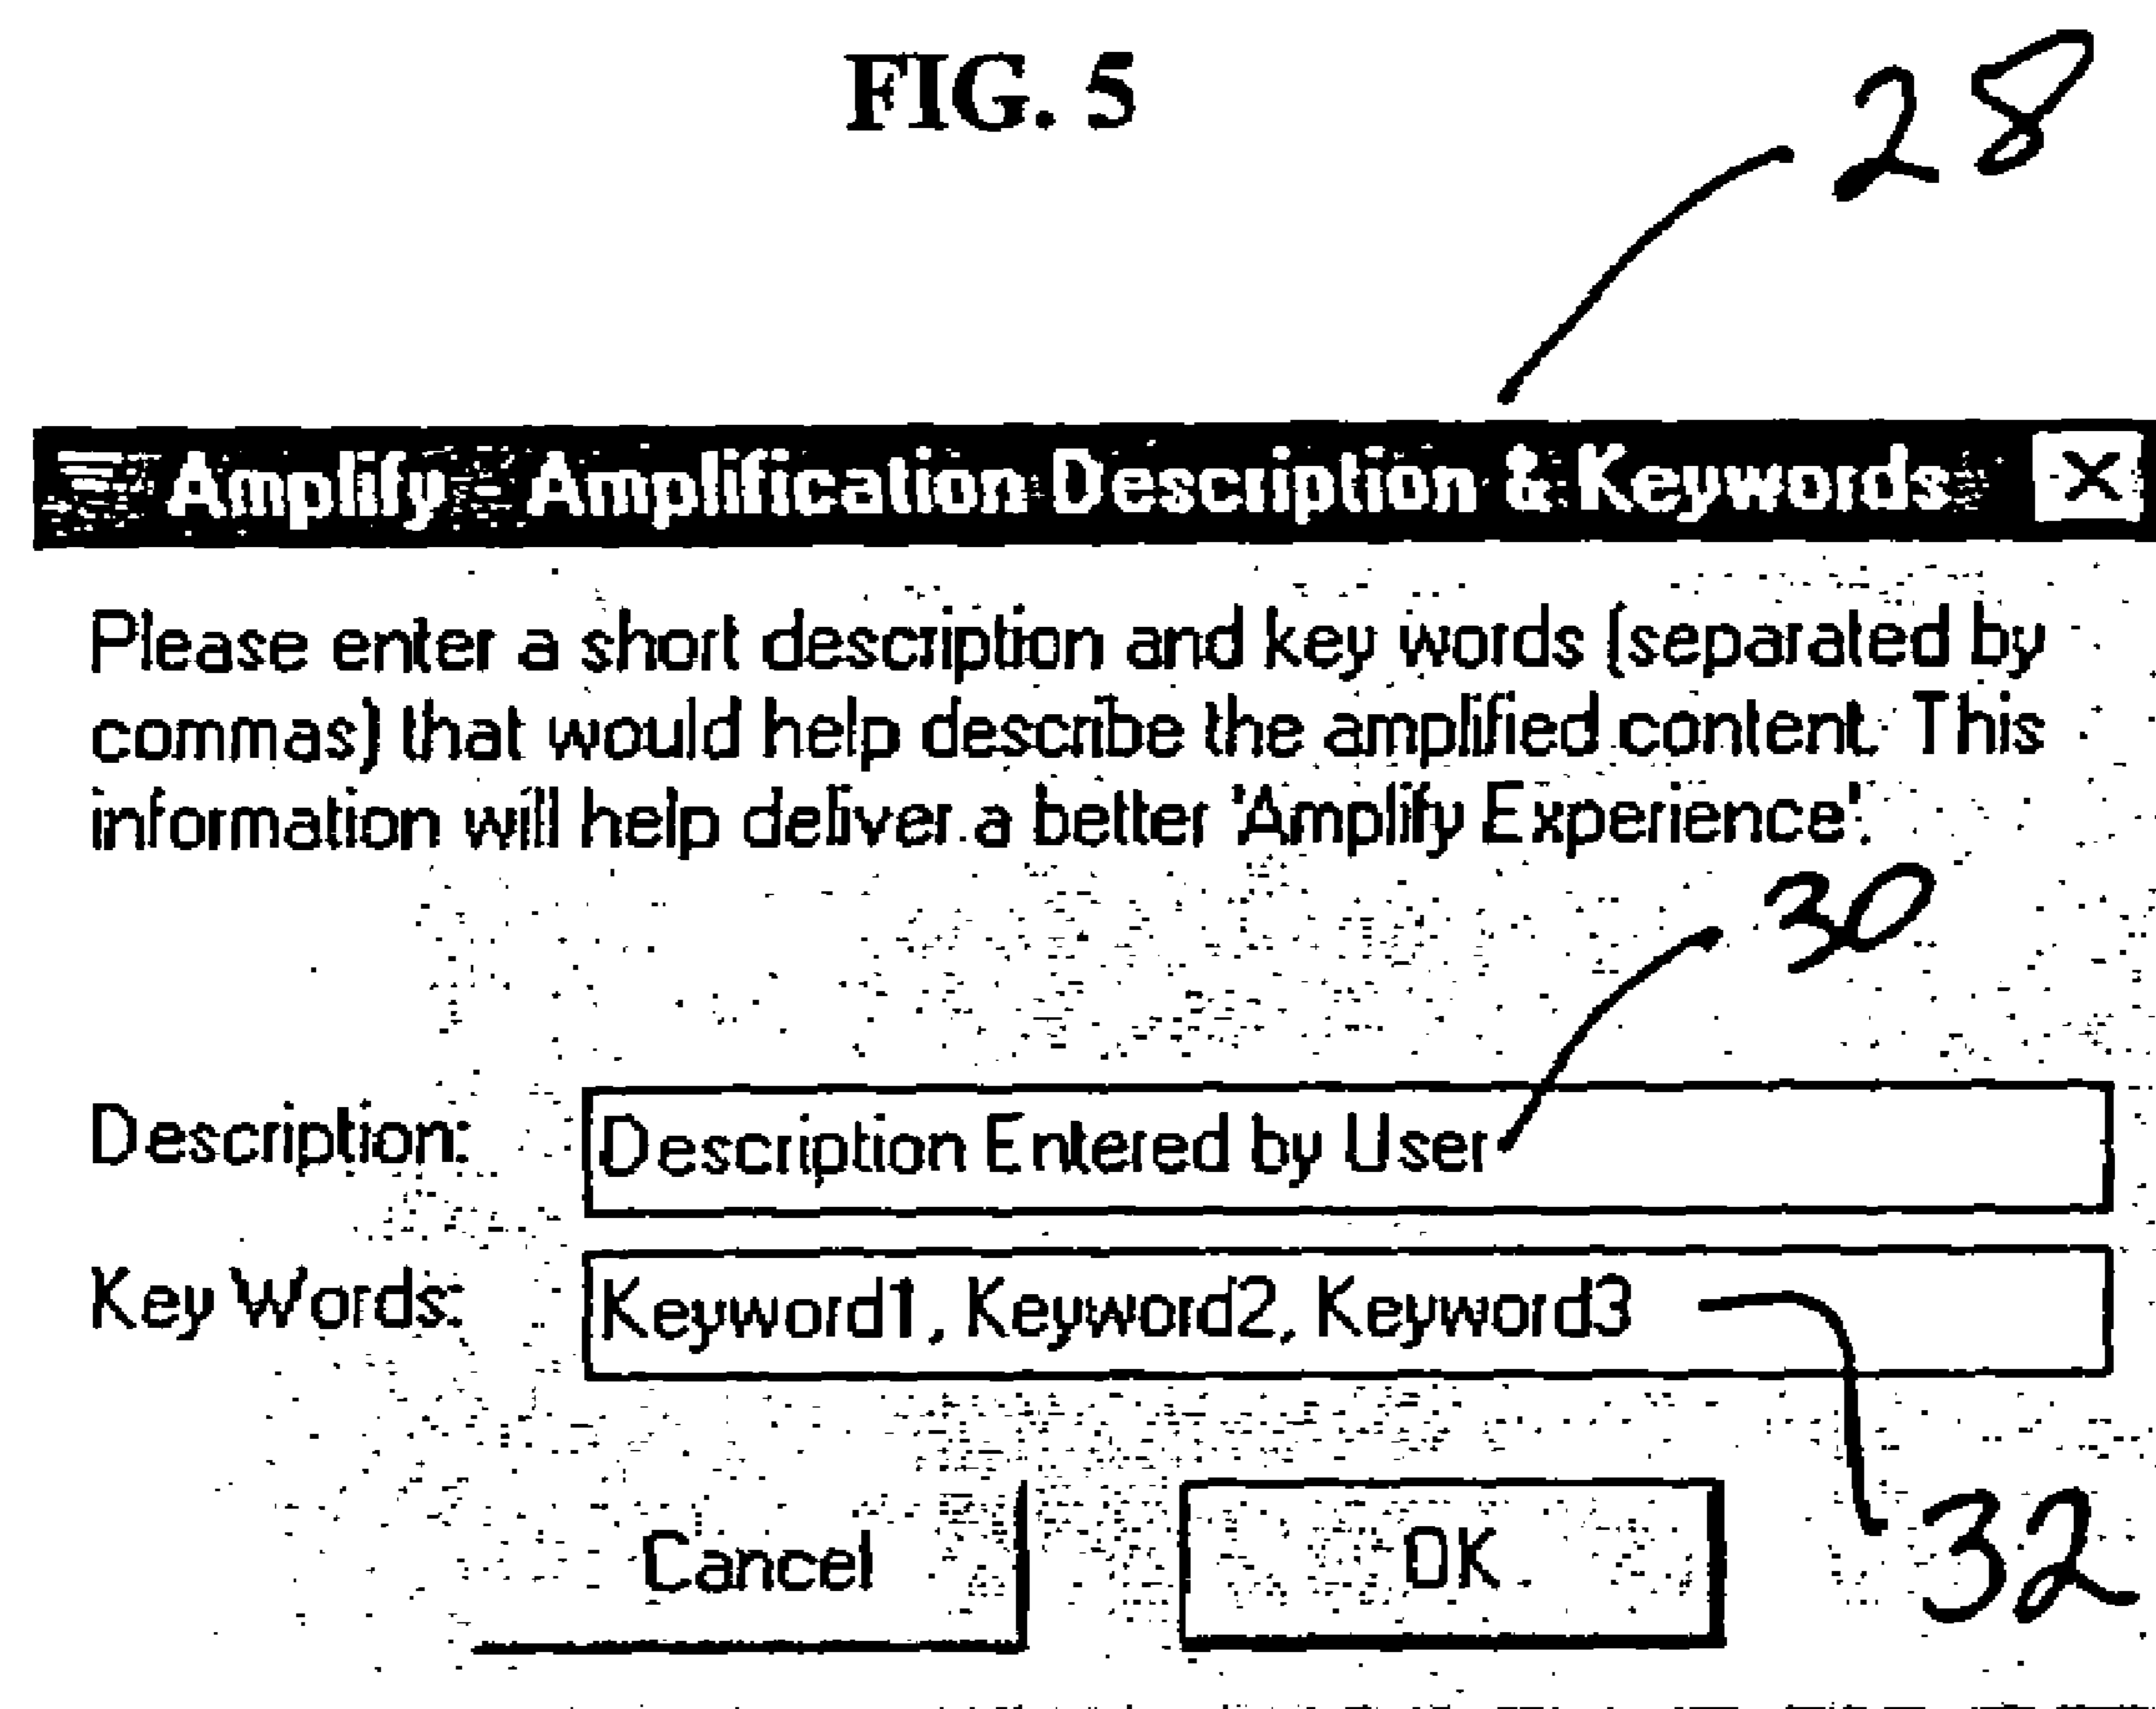 FIG. 5
28
Amplify - Amplification Description & Keywords
X
Please enter a short description and key words (separated by
commas) that would help describe the amplified content. This
information will help deliver a better 'Amplify Experience'.
30
Description: Description Entered by User
Key Words: Keyword1, Keyword2, Keyword3
Cancel OK
32